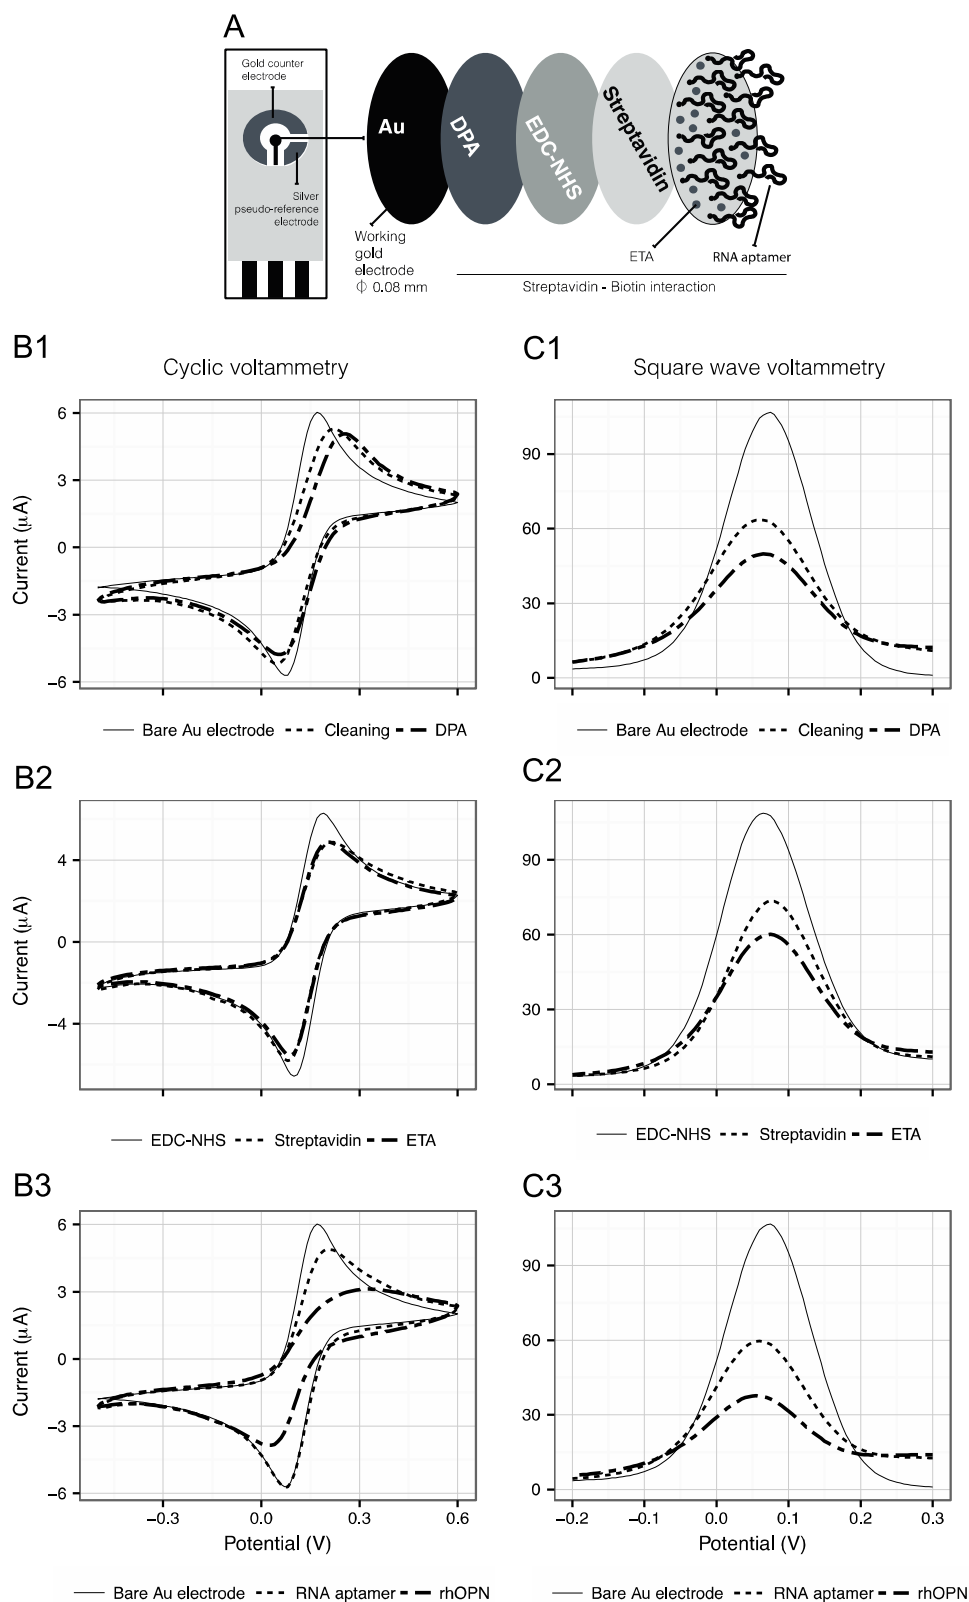 A
Gold counter
electrode
Silver
pseudo-reference
electrode
Au
DPA
EDC-NHS
Streptavidin
Working
gold
electrode
Φ 0.08 mm
ETA
RNA aptamer
Streptavidin - Biotin interaction
B1
Cyclic voltammetry
6
3
0
−3
−6
Current (μA)
Bare Au electrode Cleaning DPA
C1
Square wave voltammetry
90
60
30
0
Bare Au electrode Cleaning DPA
B2
4
0
−4
Current (μA)
EDC-NHS Streptavidin ETA
C2
90
60
30
0
EDC-NHS Streptavidin ETA
B3
6
3
0
−3
−6
Current (μA)
−0.3 0.0 0.3 0.6
Potential (V)
Bare Au electrode RNA aptamer rhOPN
C3
90
60
30
0
−0.2 −0.1 0.0 0.1 0.2 0.3
Potential (V)
Bare Au electrode RNA aptamer rhOPN